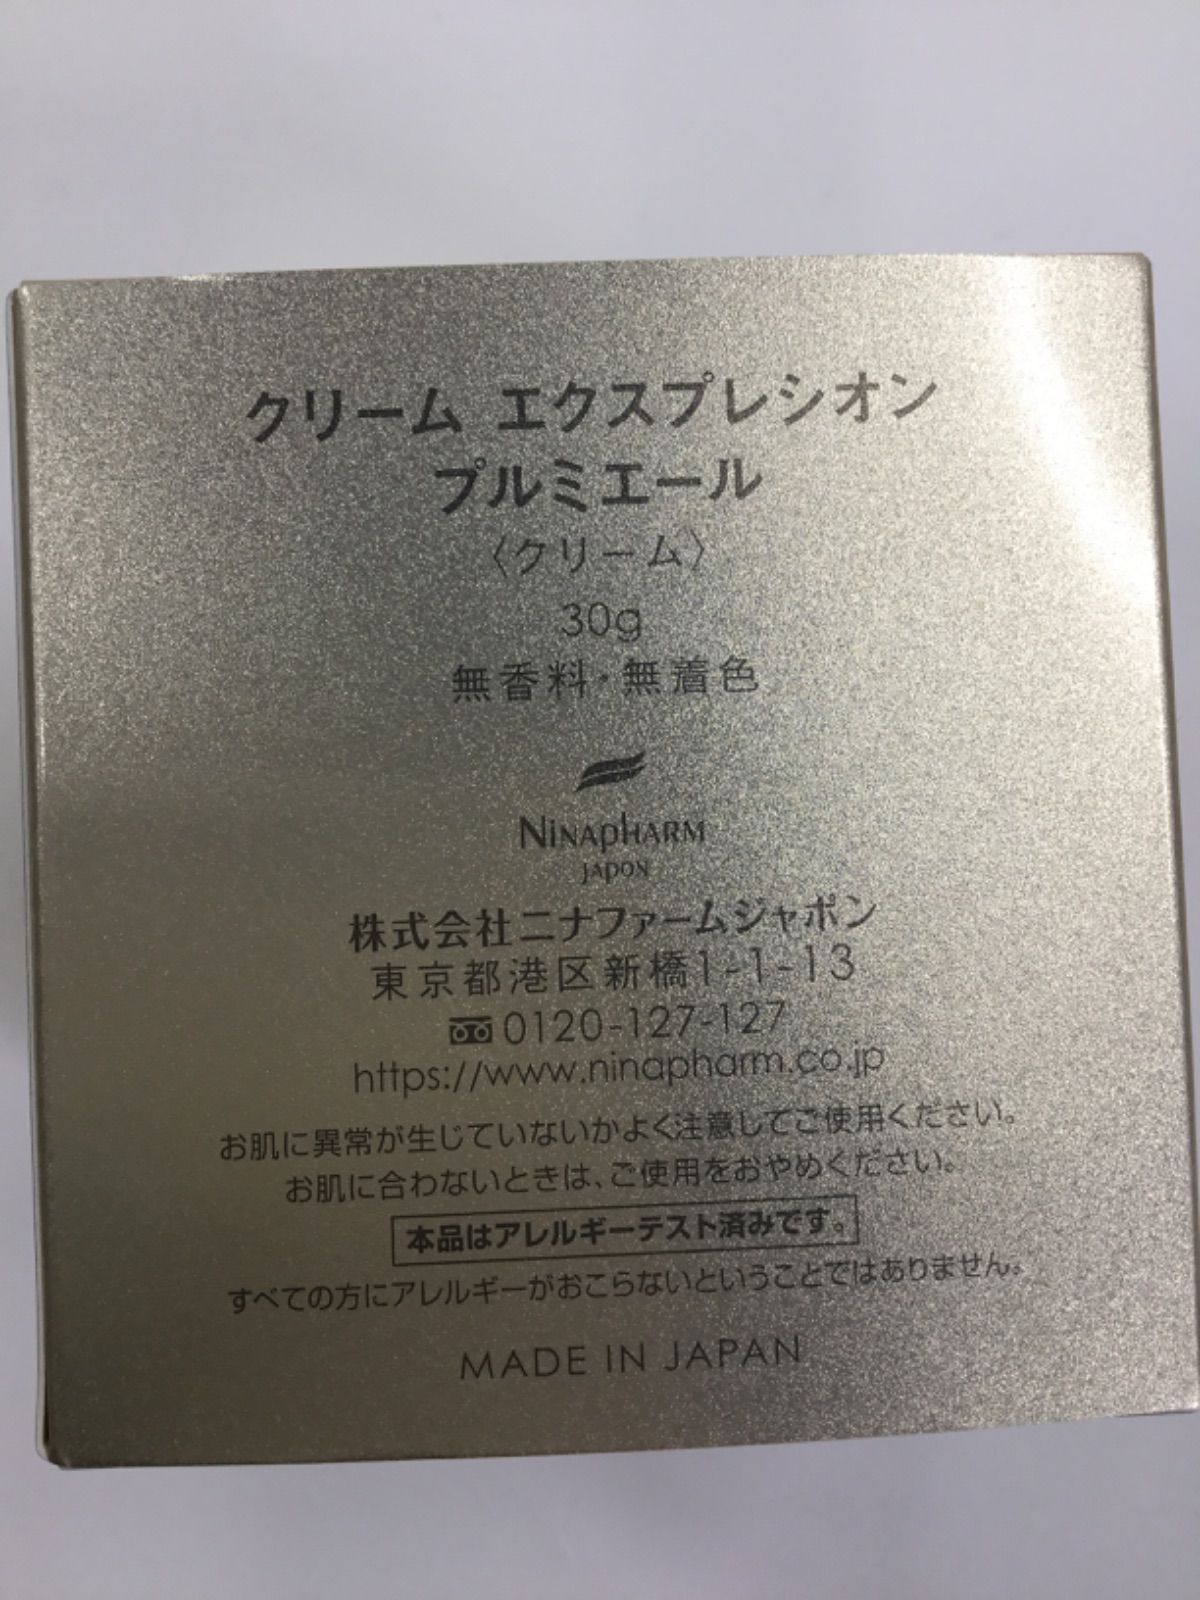 クリーム エクスプレシオン
プルミエール
〈クリーム〉
30g
無香料・無着色
NINAPHARM
JAPON
株式会社ニナファームジャポン
東京都港区新橋1-1-13
0120-127-127
https://www.ninapharm.co.jp
お肌に異常が生じていないかよく注意してご使用ください。
お肌に合わないときは、ご使用をおやめください。
本品はアレルギーテスト済みです。
すべての方にアレルギーがおこらないということではありません。
MADE IN JAPAN